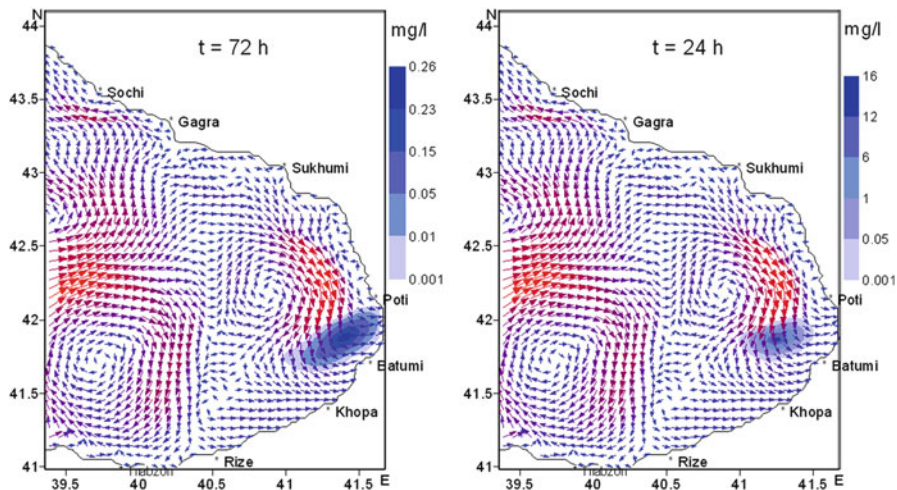 N
44
43.5
43
42.5
42
41.5
41
39.5
40
40.5
41
41.5
E
t = 72 h
Sochi
Gagra
Sukhumi
Poti
Batumi
Khopa
Rize
mg/l
0.26
0.23
0.15
0.05
0.01
0.001
N
44
43.5
43
42.5
42
41.5
41
39.5
40
40.5
41
41.5
E
t = 24 h
Sochi
Gagra
Sukhumi
Poti
Batumi
Khopa
Rize
mg/l
16
12
6
1
0.05
0.001